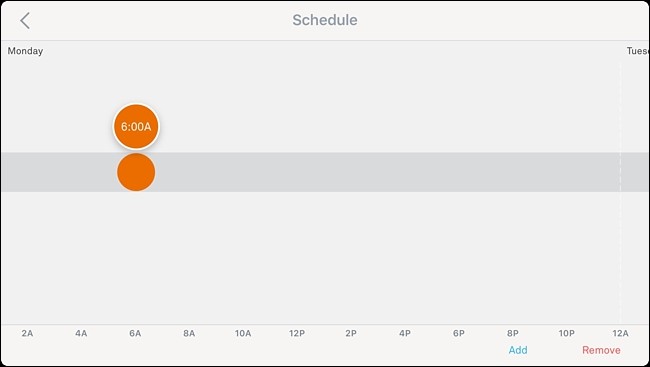 Schedule
Monday Tues
6:00A
2A 4A 6A 8A 10A 12P 2P 4P 6P 8P 10P 12A
Add Remove